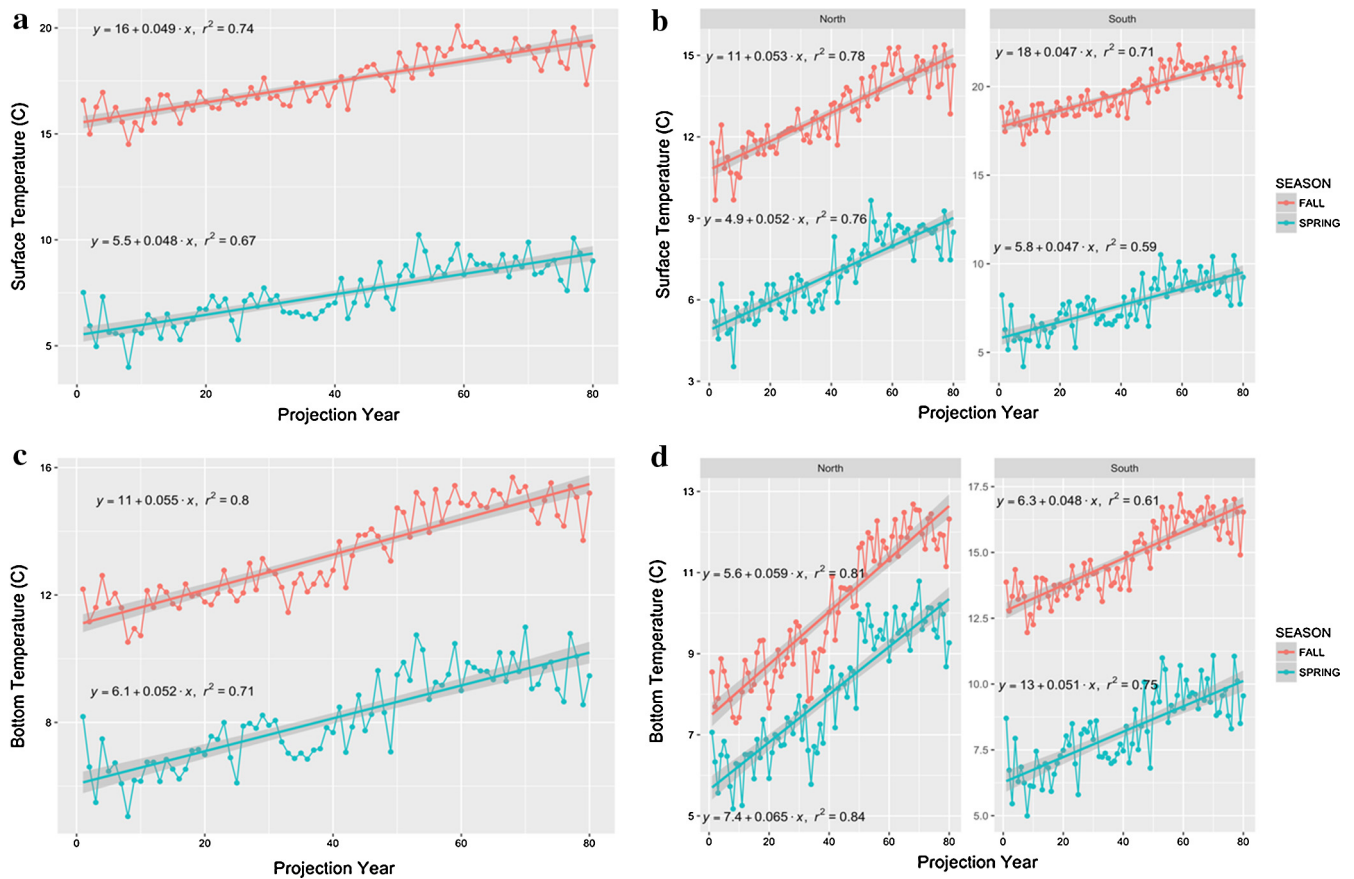 a
y = 16 + 0.049 · x, r² = 0.74
y = 5.5 + 0.048 · x, r² = 0.67
Surface Temperature (C)
20
15
10
5
0 20 40 60 80
Projection Year
b
North South
y = 11 + 0.053 · x, r² = 0.78
y = 4.9 + 0.052 · x, r² = 0.76
y = 18 + 0.047 · x, r² = 0.71
y = 5.8 + 0.047 · x, r² = 0.59
Surface Temperature (C)
15
12
9
6
3
20
15
10
5
0 20 40 60 80 0 20 40 60 80
Projection Year
SEASON
FALL
SPRING
c
y = 11 + 0.055 · x, r² = 0.8
y = 6.1 + 0.052 · x, r² = 0.71
Bottom Temperature (C)
16
12
8
0 20 40 60 80
Projection Year
d
North South
y = 5.6 + 0.059 · x, r² = 0.81
y = 7.4 + 0.065 · x, r² = 0.84
y = 6.3 + 0.048 · x, r² = 0.61
y = 13 + 0.051 · x, r² = 0.75
Bottom Temperature (C)
13
11
9
7
5
17.5
15.0
12.5
10.0
7.5
5.0
0 20 40 60 80 0 20 40 60 80
Projection Year
SEASON
FALL
SPRING